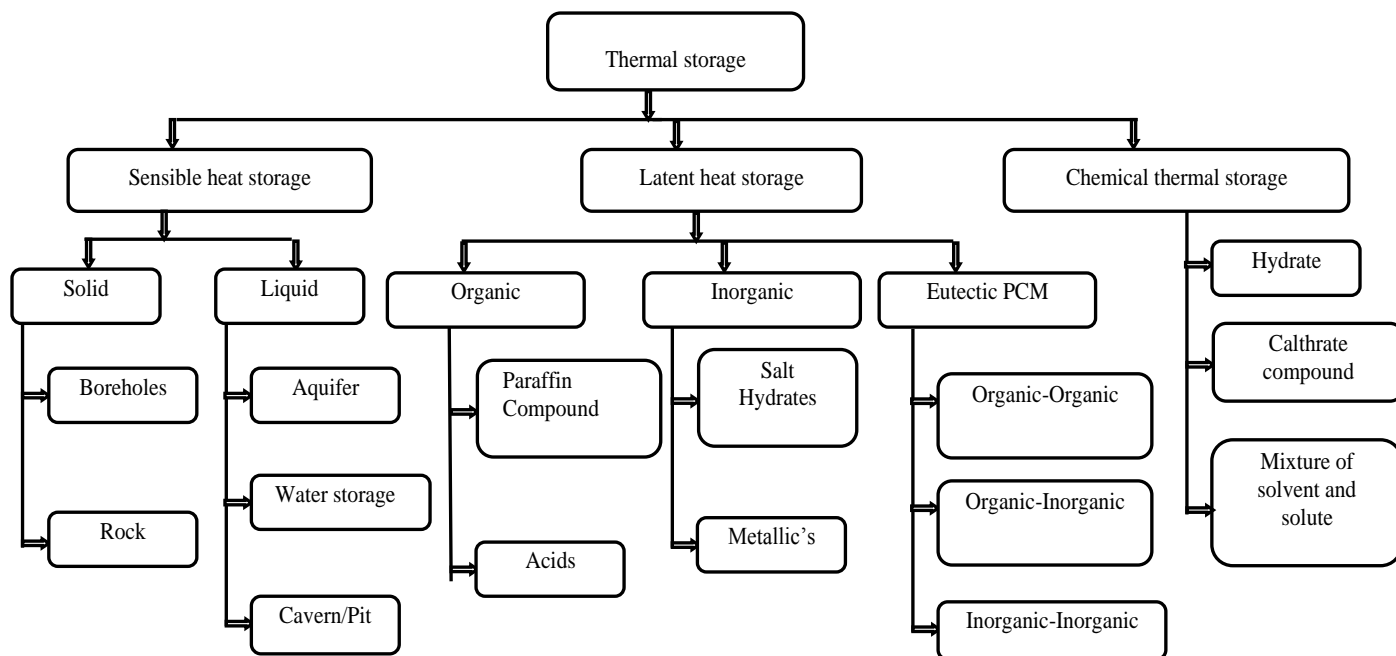 Thermal storage
Sensible heat storage
Latent heat storage
Chemical thermal storage
Solid
Liquid
Organic
Inorganic
Eutectic PCM
Hydrate
Boreholes
Aquifer
Paraffin
Compound
Salt
Hydrates
Organic-Organic
Calthrate
compound
Rock
Water storage
Acids
Metallic’s
Organic-Inorganic
Mixture of
solvent and
solute
Cavern/Pit
Inorganic-Inorganic